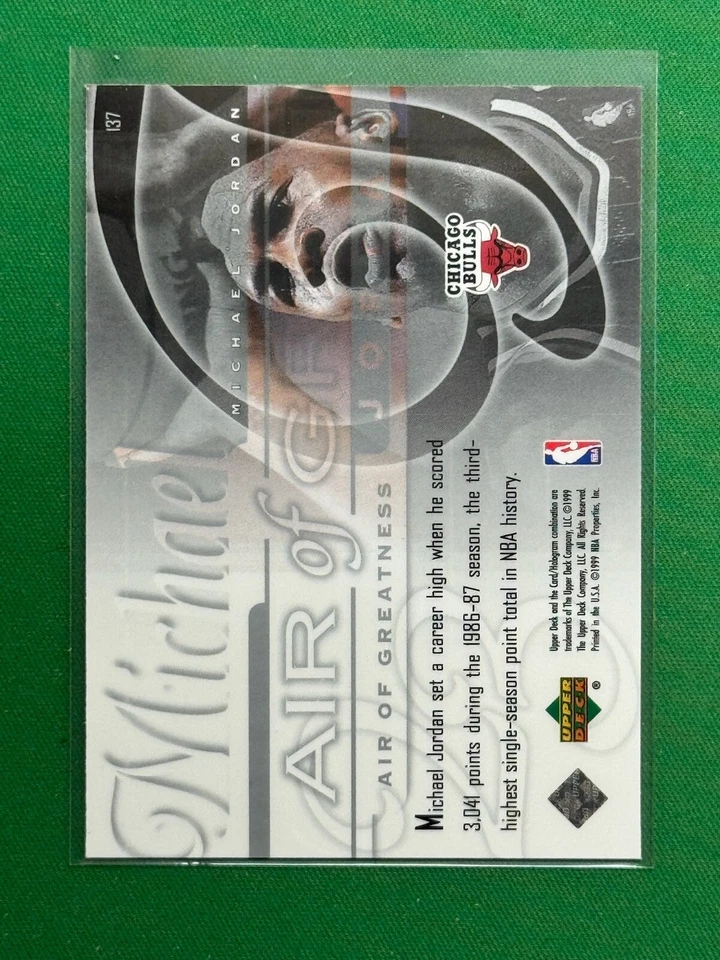 137
Michael
MICHAEL JORDAN
AIR of
AIR OF GREATNESS
CHICAGO
BULLS
Michael Jordan set a career high when he scored
3,041 points during the 1986-87 season, the third-
highest single-season point total in NBA history.
UPPER
DECK
®
Upper Deck and the Card/Hologram combination are
trademarks of The Upper Deck Company, LLC ©1999
The Upper Deck Company, LLC. All Rights Reserved.
Printed in the U.S.A. ©1999 NBA Properties, Inc.
NBA